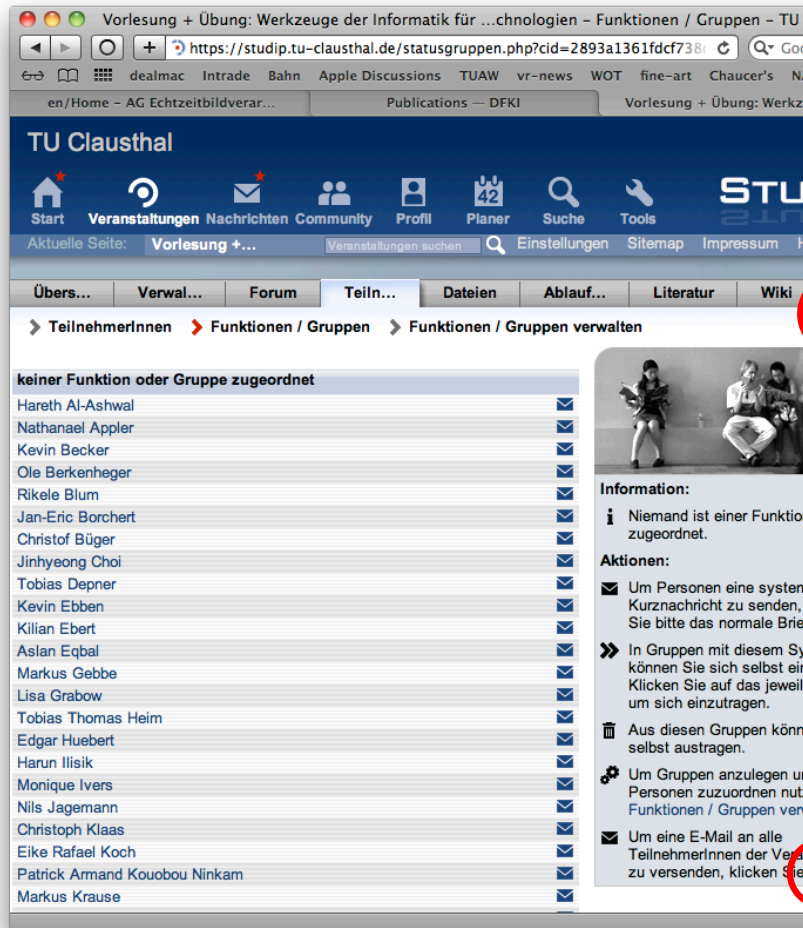 Vorlesung + Übung: Werkzeuge der Informatik für ...chnologien – Funktionen / Gruppen – TU
https://studip.tu-clausthal.de/statusgruppen.php?cid=2893a1361fdcf738
dealmac Intrade Bahn Apple Discussions TUAW vr-news WOT fine-art Chaucer's
en/Home – AG Echtzeitbildverar... Publications — DFKI Vorlesung + Übung: Werkz
TU Clausthal
42
Start Veranstaltungen Nachrichten Community Profil Planer Suche Tools
STU
Aktuelle Seite: Vorlesung +... Veranstaltungen suchen Einstellungen Sitemap Impressum
Übers... Verwal... Forum Teiln... Dateien Ablauf... Literatur Wiki
TeilnehmerInnen Funktionen / Gruppen Funktionen / Gruppen verwalten
keiner Funktion oder Gruppe zugeordnet
Hareth Al-Ashwal
Nathanael Appler
Kevin Becker
Ole Berkenheger
Rikele Blum
Jan-Eric Borchert
Christof Büger
Jinhyeong Choi
Tobias Depner
Kevin Ebben
Kilian Ebert
Aslan Eqbal
Markus Gebbe
Lisa Grabow
Tobias Thomas Heim
Edgar Huebert
Harun Ilisik
Monique Ivers
Nils Jagemann
Christoph Klaas
Eike Rafael Koch
Patrick Armand Kouobou Ninkam
Markus Krause
Information:
Niemand ist einer Funktion
zugeordnet.
Aktionen:
Um Personen eine system
Kurznachricht zu senden,
Sie bitte das normale Brie
In Gruppen mit diesem Sy
können Sie sich selbst ein
Klicken Sie auf das jeweil
um sich einzutragen.
Aus diesen Gruppen könn
selbst austragen.
Um Gruppen anzulegen un
Personen zuzuordnen nut
Funktionen / Gruppen verw
Um eine E-Mail an alle
TeilnehmerInnen der Vera
zu versenden, klicken Sie